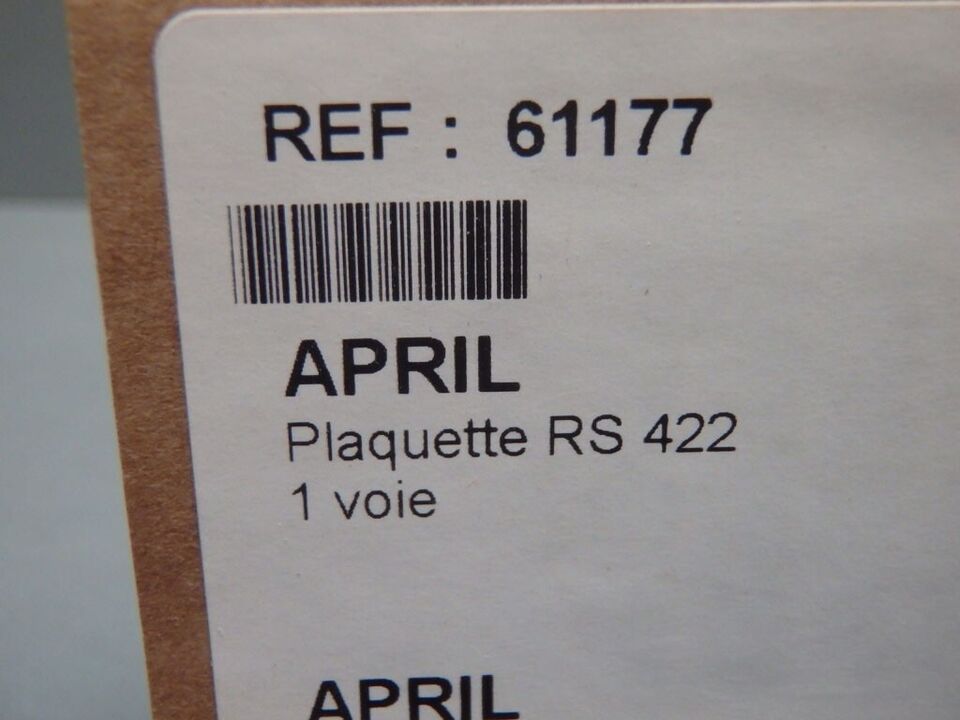 REF : 61177
APRIL
Plaquette RS 422
1 voie
APRIL